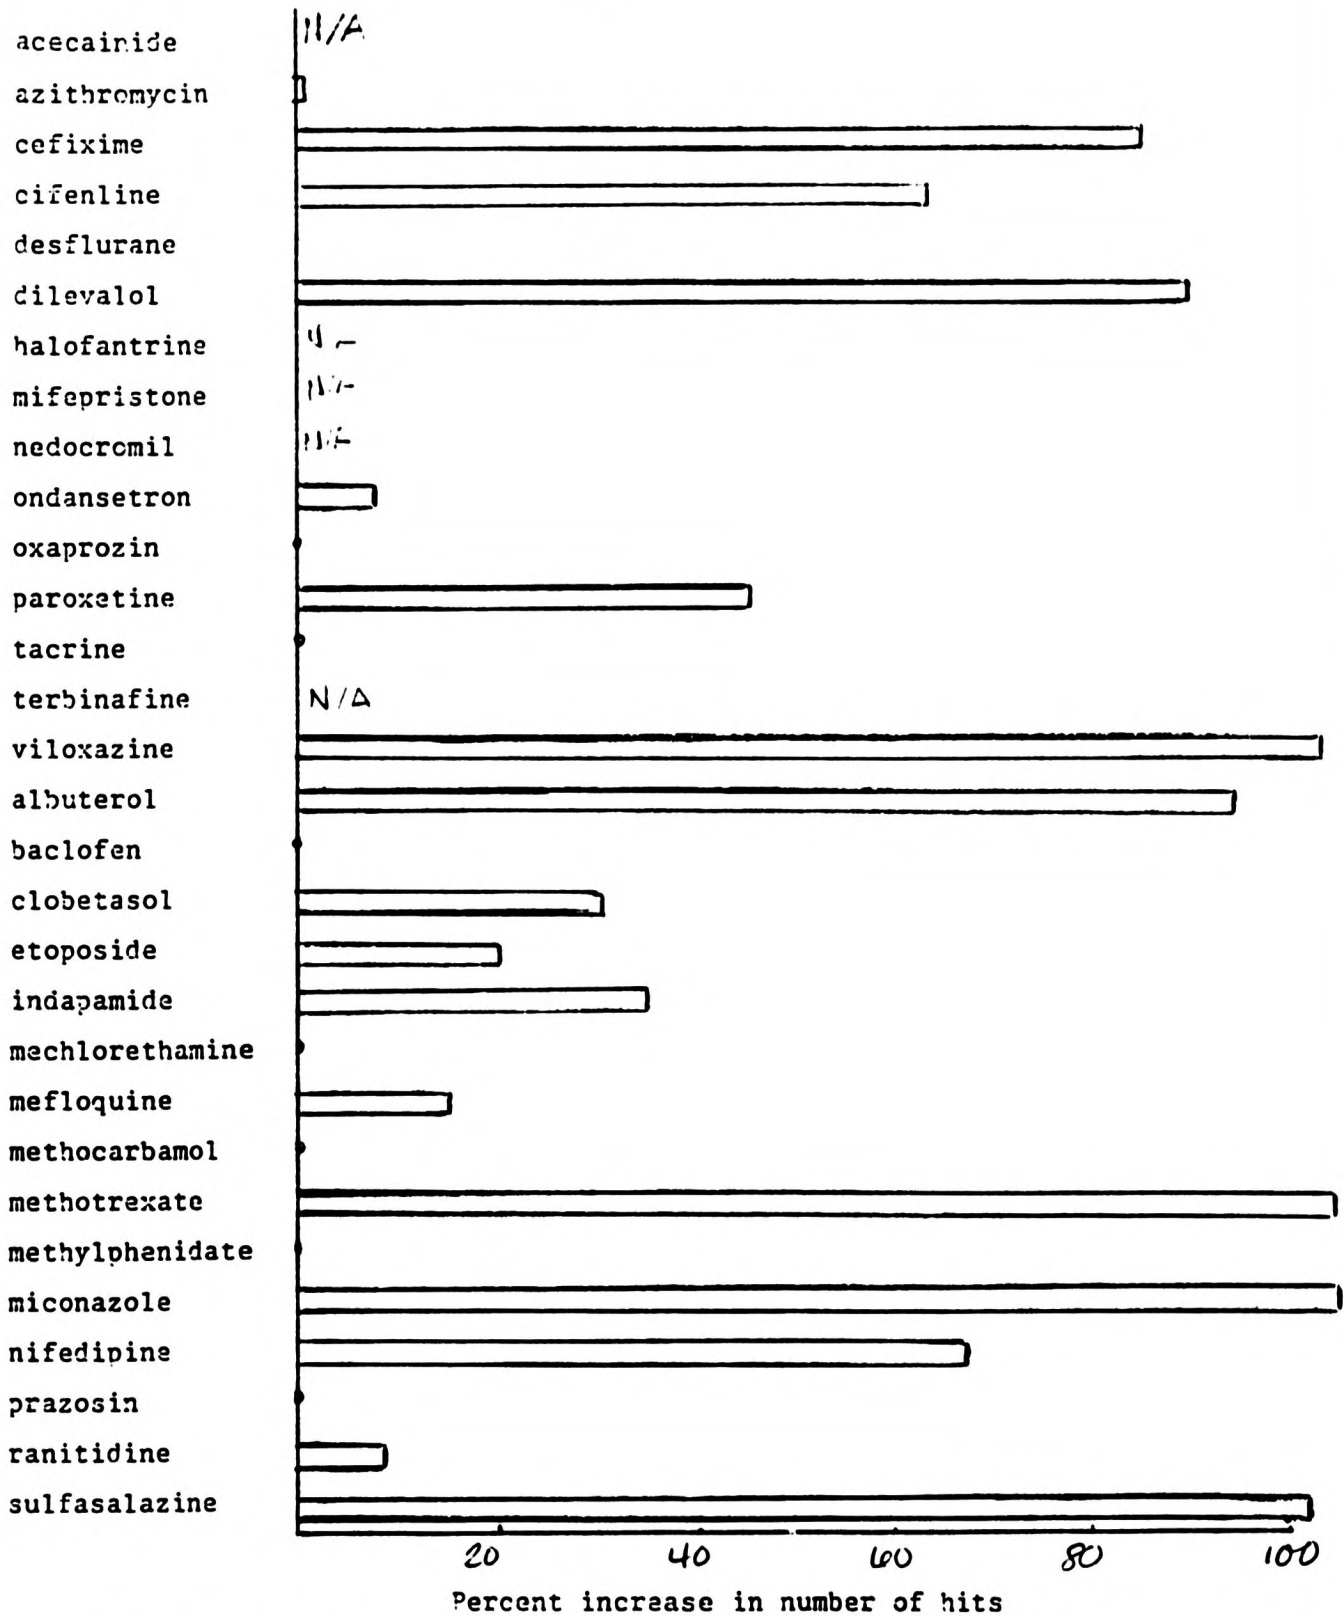 acecainide N/A
azithromycin
cefixime
cifenline
desflurane
dilevalol
halofantrine
mifepristone
nedocromil
ondansetron
oxaprozin
paroxetine
tacrine
terbinafine N/A
viloxazine
albuterol
baclofen
clobetasol
etoposide
indapamide
mechlorethamine
mefloquine
methocarbamol
methotrexate
methylphenidate
miconazole
nifedipine
prazosin
ranitidine
sulfasalazine
20 40 60 80 100
Percent increase in number of hits